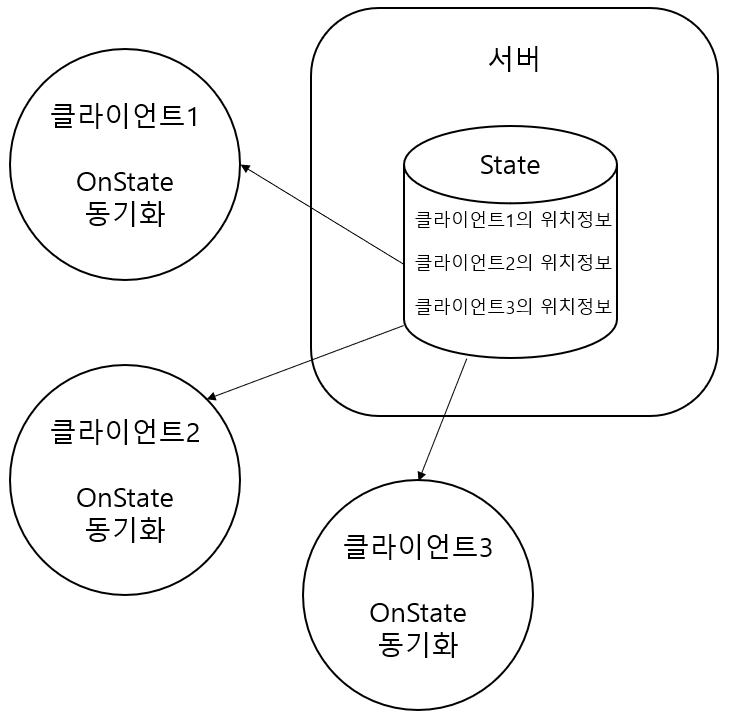 서버
State
클라이언트1의 위치정보
클라이언트2의 위치정보
클라이언트3의 위치정보
클라이언트1
OnState
동기화
클라이언트2
OnState
동기화
클라이언트3
OnState
동기화